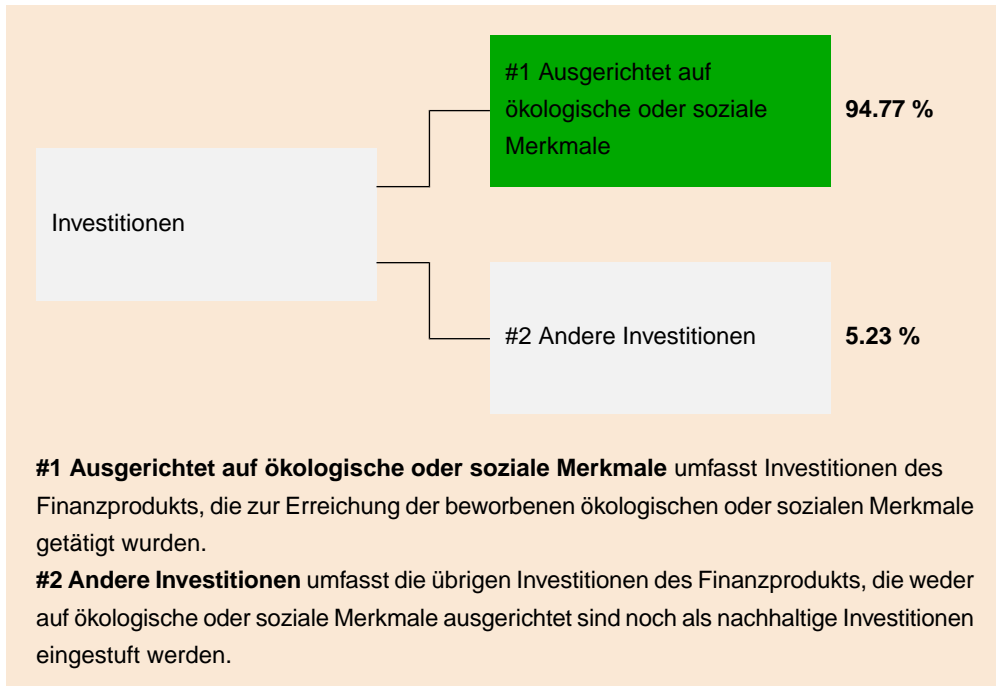 #1 Ausgerichtet auf
ökologische oder soziale
Merkmale
94.77 %
Investitionen
#2 Andere Investitionen
5.23 %
#1 Ausgerichtet auf ökologische oder soziale Merkmale umfasst Investitionen des
Finanzprodukts, die zur Erreichung der beworbenen ökologischen oder sozialen Merkmale
getätigt wurden.
#2 Andere Investitionen umfasst die übrigen Investitionen des Finanzprodukts, die weder
auf ökologische oder soziale Merkmale ausgerichtet sind noch als nachhaltige Investitionen
eingestuft werden.